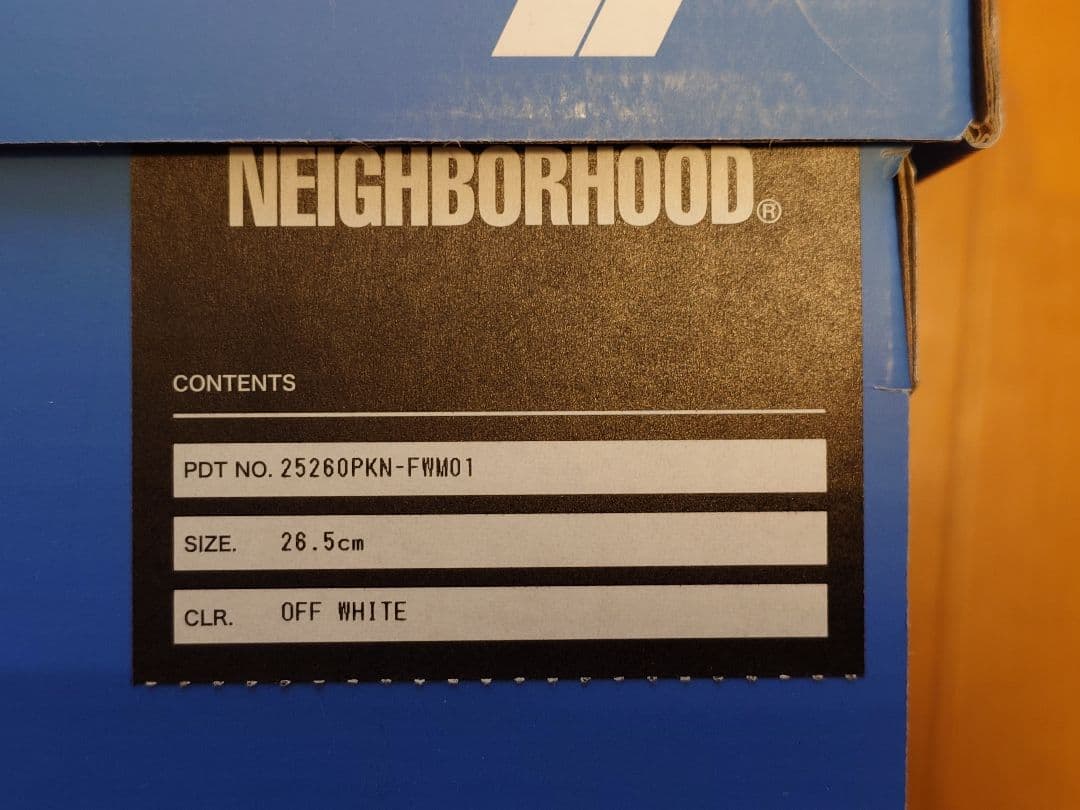 NEIGHBORHOOD®
CONTENTS
PDT NO. 25260PKN-FWM01
SIZE. 26.5cm
CLR. OFF WHITE